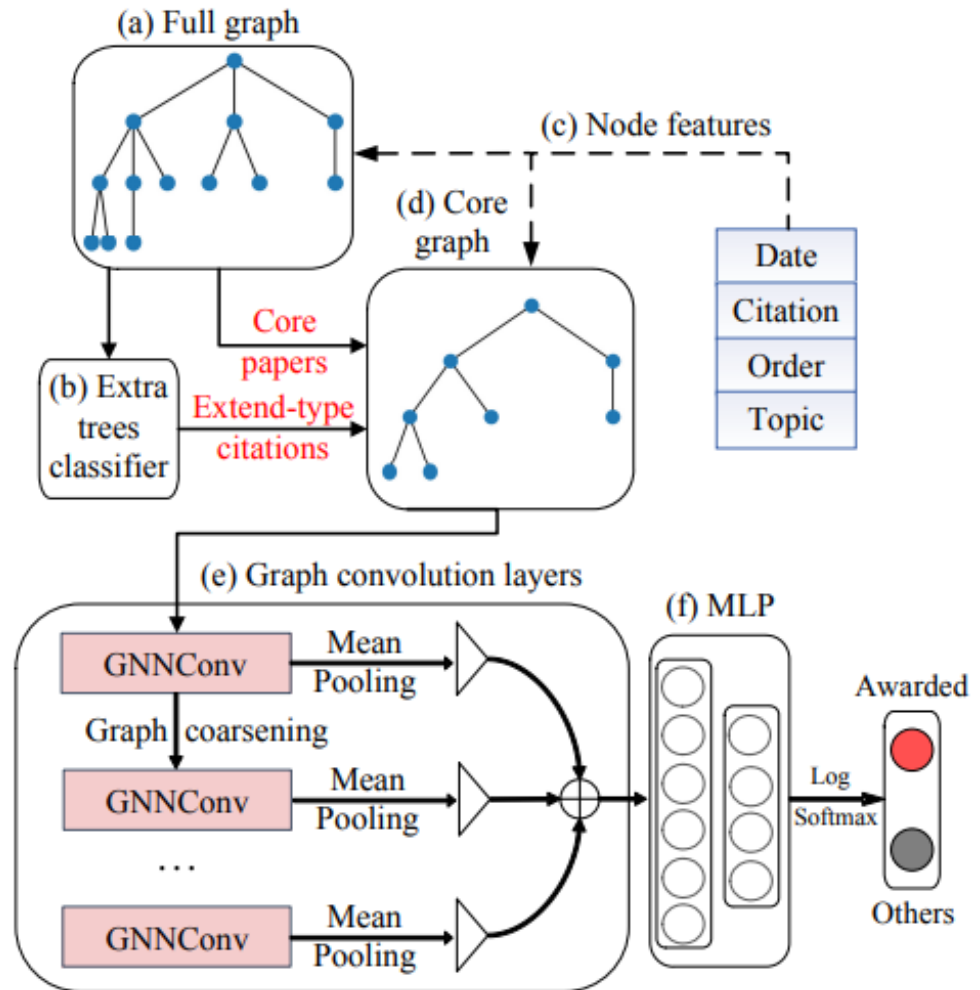 (a) Full graph
(c) Node features
(d) Core
graph
Date
Citation
Order
Topic
Core
papers
(b) Extra
trees
classifier
Extend-type
citations
(e) Graph convolution layers
GNNConv
Mean
Pooling
Graph coarsening
GNNConv
Mean
Pooling
...
GNNConv
Mean
Pooling
(f) MLP
Log
Softmax
Awarded
Others